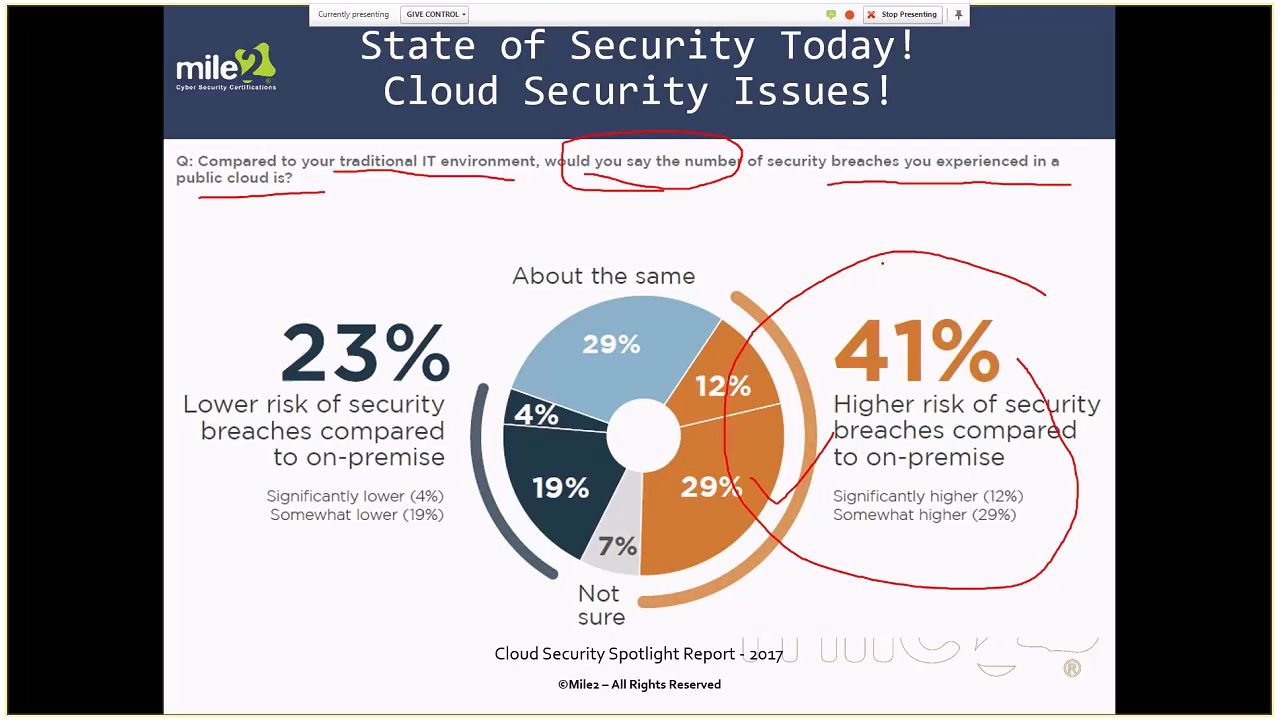 Currently presenting
GIVE CONTROL
Stop Presenting
mile2
Cyber Security Certifications
State of Security Today!
Cloud Security Issues!
Q: Compared to your traditional IT environment, would you say the number of security breaches you experienced in a
public cloud is?
About the same
23%
Lower risk of security
breaches compared
to on-premise
Significantly lower (4%)
Somewhat lower (19%)
29%
12%
4%
19%
29%
7%
Not
sure
41%
Higher risk of security
breaches compared
to on-premise
Significantly higher (12%)
Somewhat higher (29%)
Cloud Security Spotlight Report - 2017
©Mile2 – All Rights Reserved
®